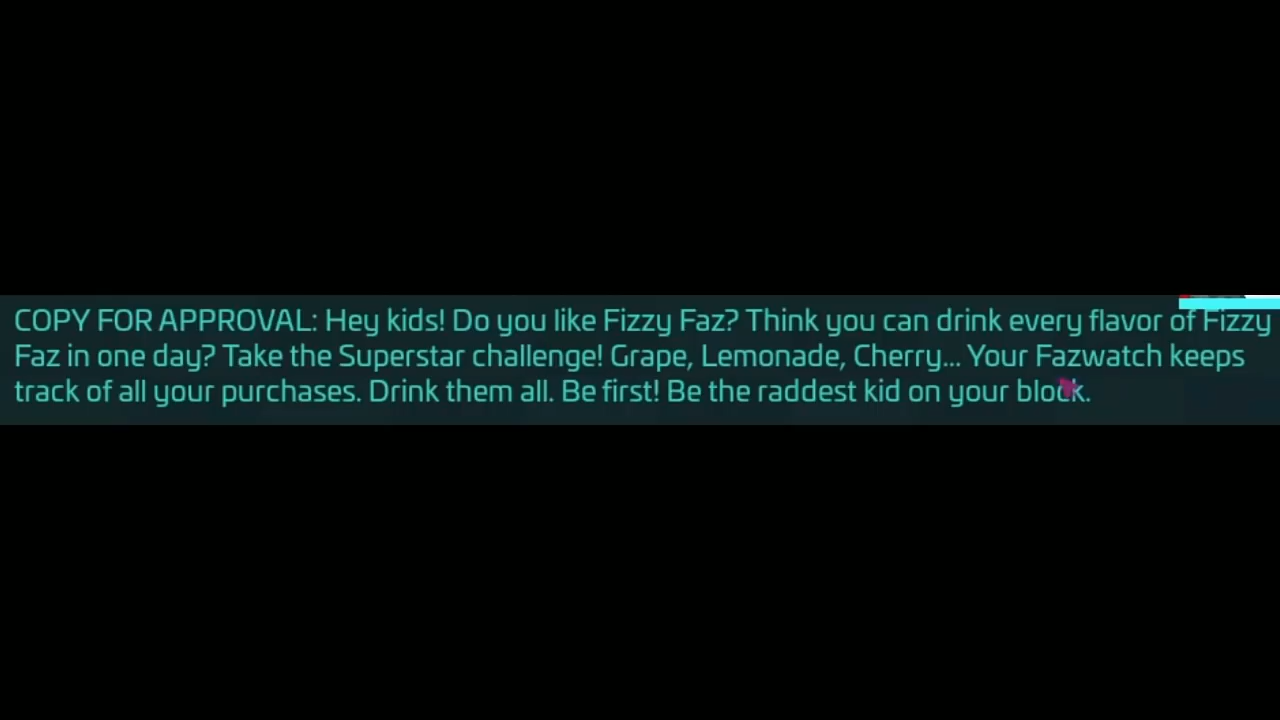 COPY FOR APPROVAL: Hey kids! Do you like Fizzy Faz? Think you can drink every flavor of Fizzy
Faz in one day? Take the Superstar challenge! Grape, Lemonade, Cherry... Your Fazwatch keeps
track of all your purchases. Drink them all. Be first! Be the raddest kid on your block.